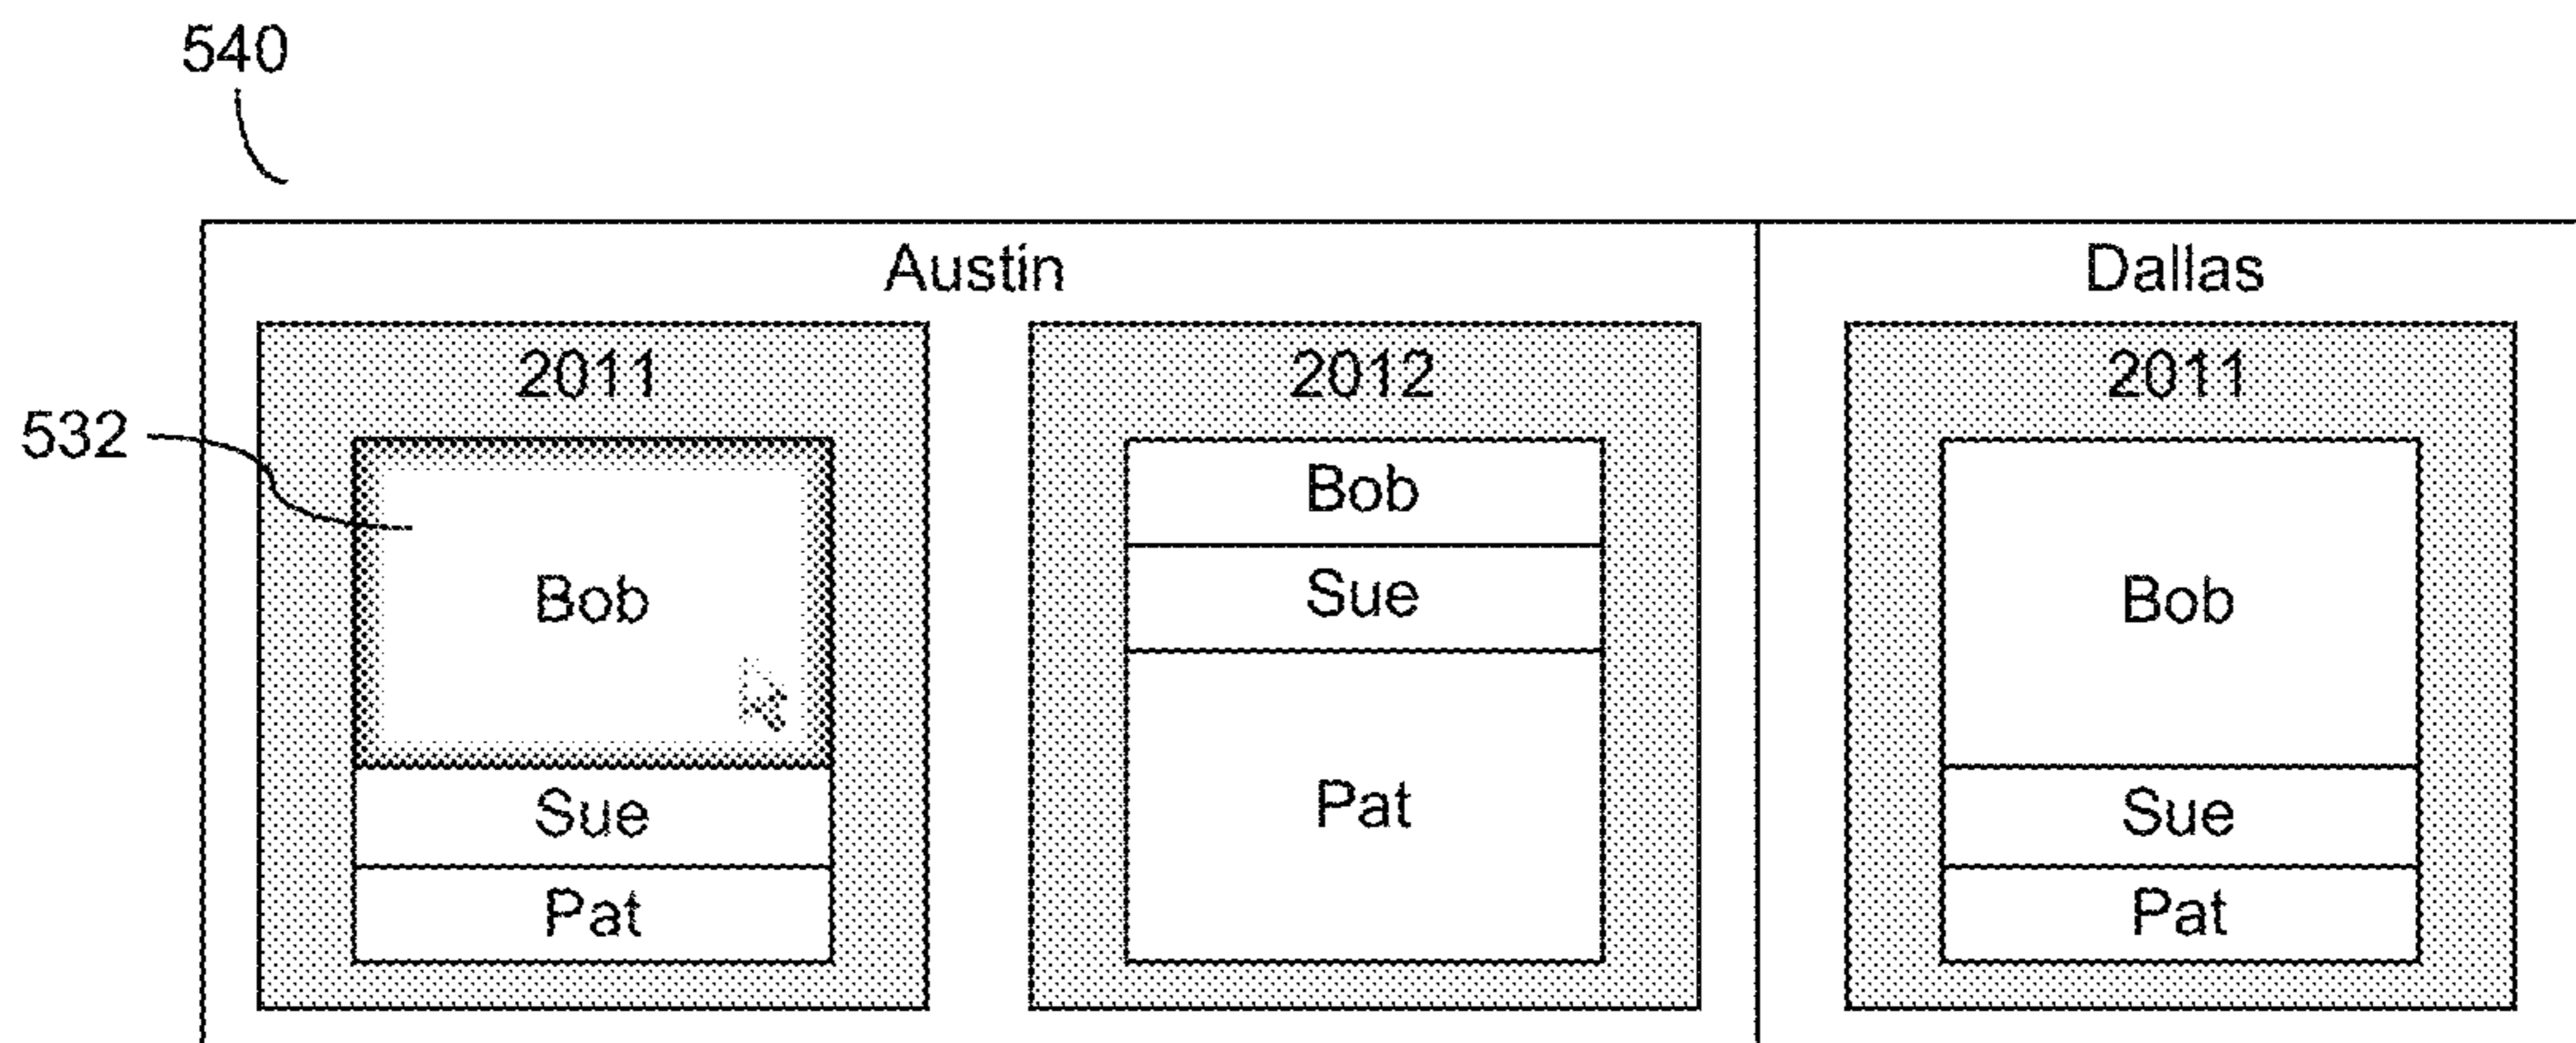 540
Austin
Dallas
2011
2012
2011
532
Bob
Sue
Pat
Bob
Sue
Pat
Bob
Sue
Pat